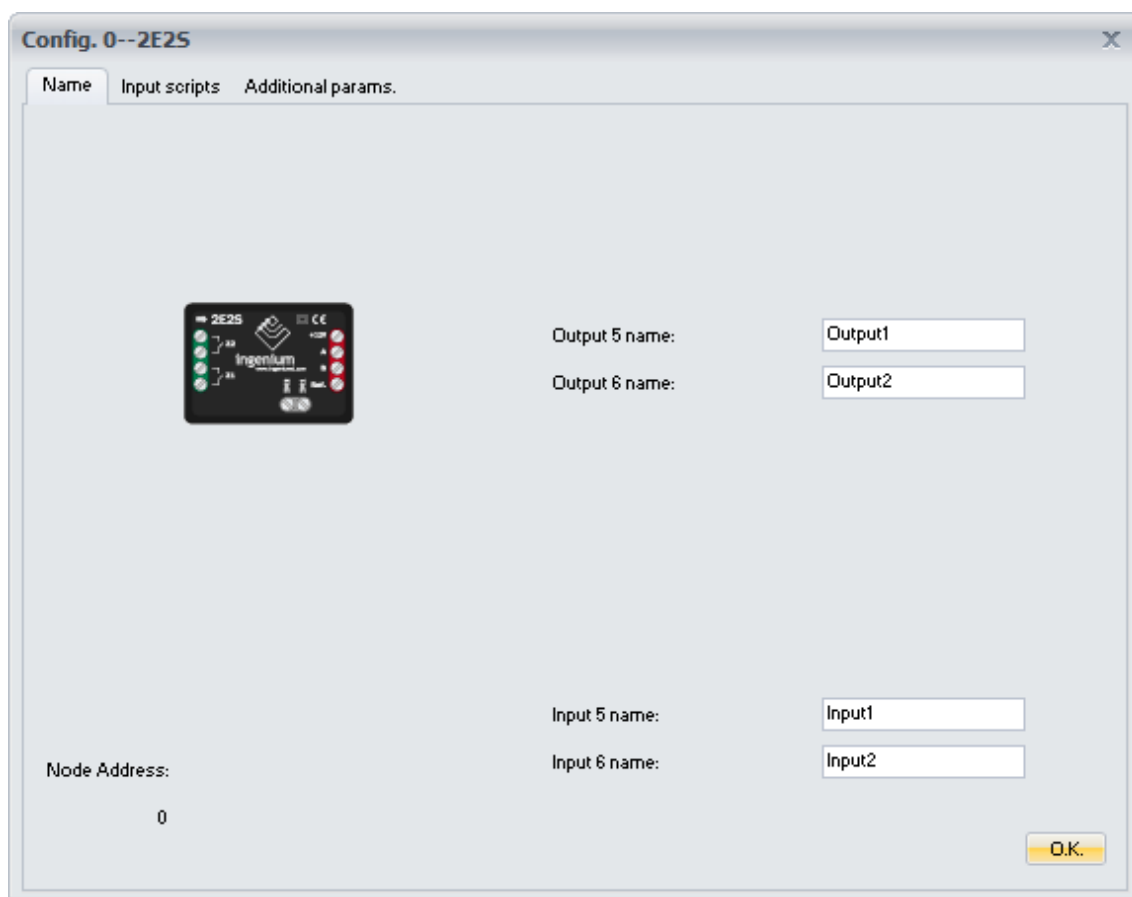 Config. 0--2E2S
Name Input scripts Additional params.
2E2S CE
ingenium
Output 5 name: Output1
Output 6 name: Output2
Input 5 name: Input1
Input 6 name: Input2
Node Address:
0
O.K.